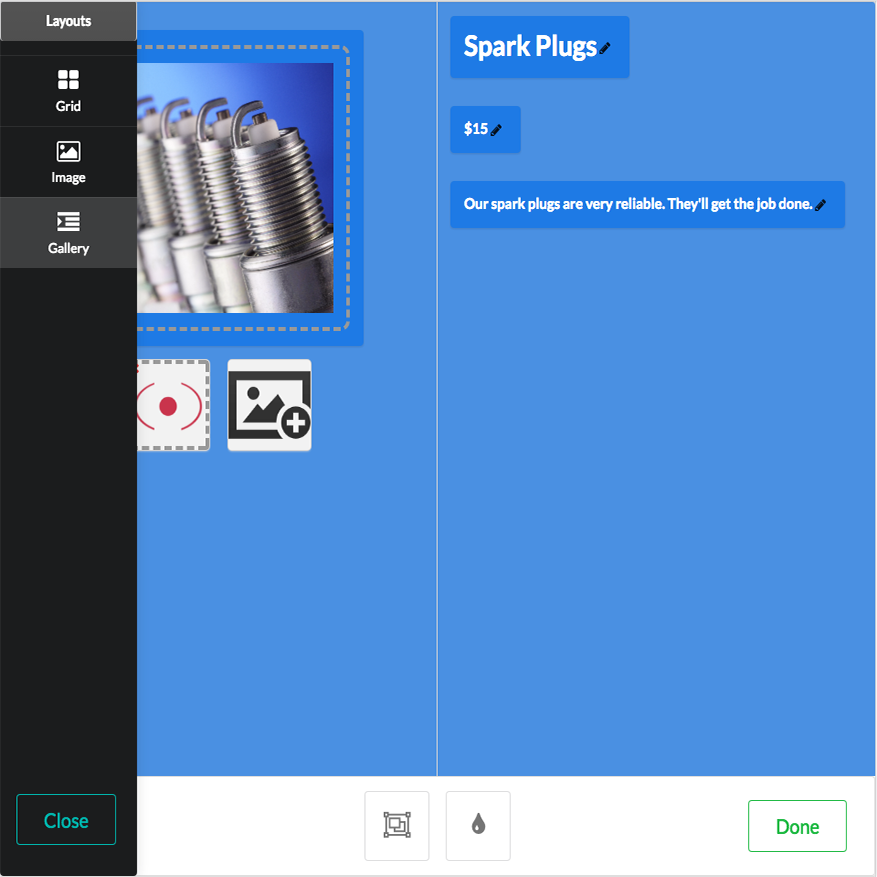 Layouts
Grid
Image
Gallery
Close
Spark Plugs
$15
Our spark plugs are very reliable. They'll get the job done.
Done